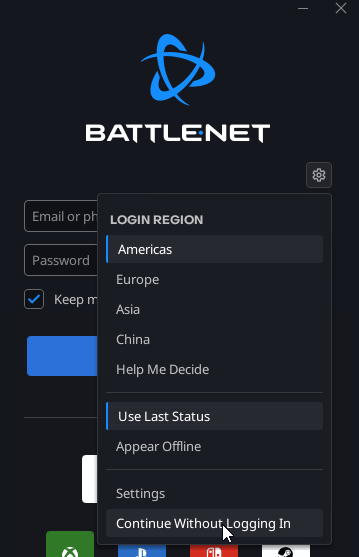 BATTLE.NET
LOGIN REGION
Email or ph
Americas
Password
Europe
Keep m
Asia
China
Help Me Decide
Use Last Status
Appear Offline
Settings
Continue Without Logging In